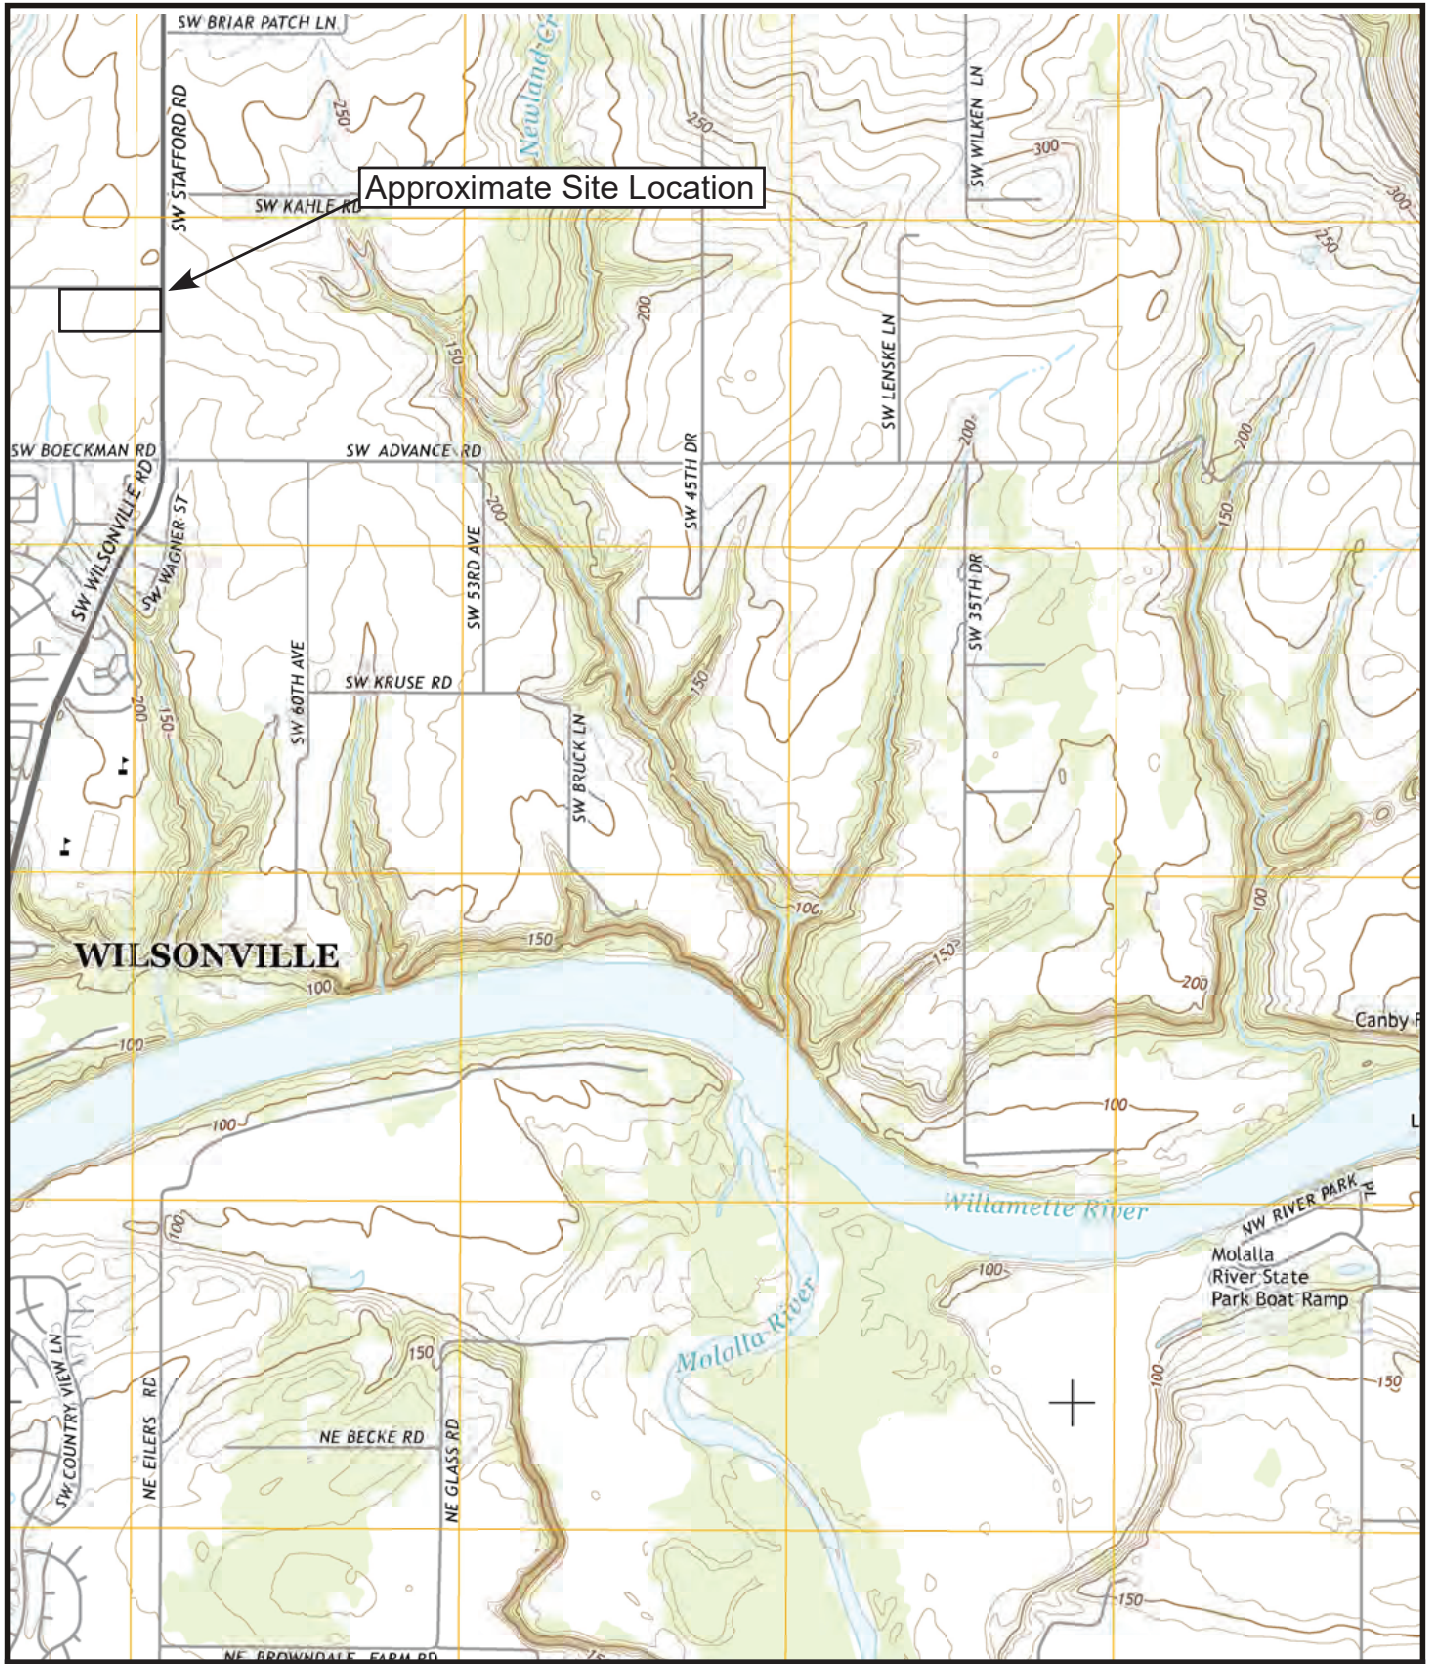 SW BRIAR PATCH LN
SW STAFFORD RD
250
Newland Cr
250
SW WILKEN LN
300
300
250
Approximate Site Location
SW KAHLE RD
200
150
SW LENSKE LN
200
200
SW BOECKMAN RD
SW ADVANCE RD
SW 45TH DR
SW WILSONVILLE RD
SW WAGNER ST
200
SW 53RD AVE
150
SW 35TH DR
SW 60TH AVE
SW KRUSE RD
150
200
150
SW BRUCK LN
100
100
WILSONVILLE
150
150
100
200
Canby
100
100
100
L
Willamette River
NW RIVER PARK PL
100
100
Molalla
River State
Park Boat Ramp
Molalla River
150
100
150
SW COUNTRY VIEW LN
NE EILERS RD
NE BECKE RD
NE GLASS RD
150
NE BROWNDALE FARM RD
15